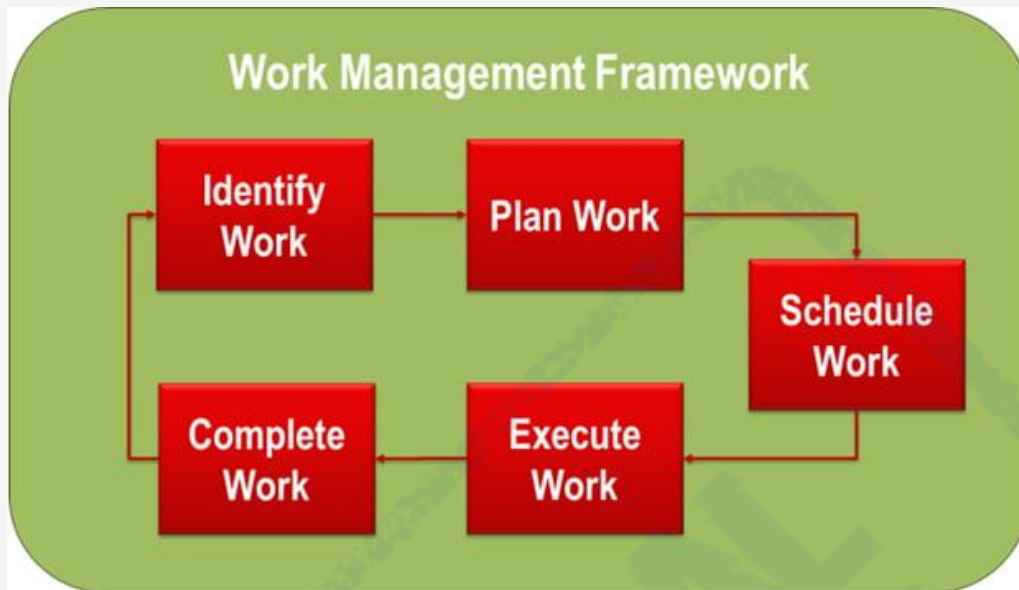 Work Management Framework
Identify
Work
Plan Work
Schedule
Work
Execute
Work
Complete
Work